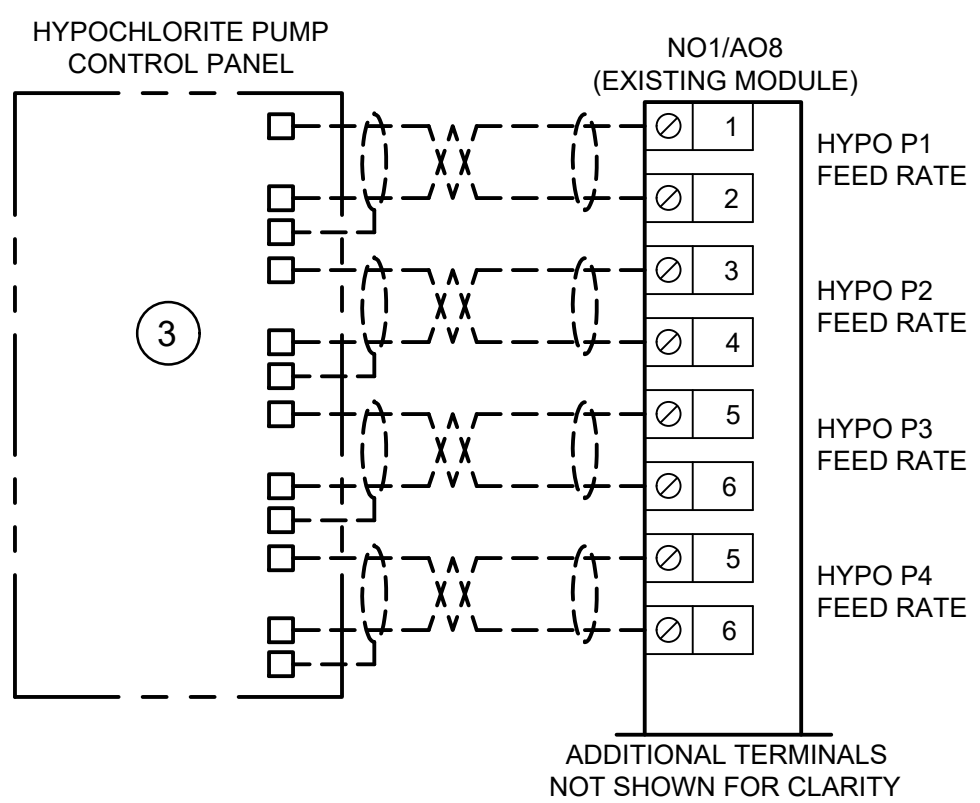 HYPOCHLORITE PUMP
CONTROL PANEL
NO1/AO8
(EXISTING MODULE)
1
HYPO P1
FEED RATE
2
3
HYPO P2
FEED RATE
3
4
5
HYPO P3
FEED RATE
6
5
HYPO P4
FEED RATE
6
ADDITIONAL TERMINALS
NOT SHOWN FOR CLARITY